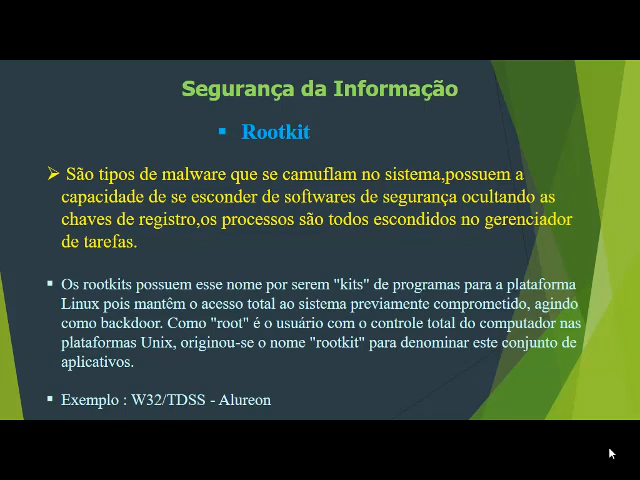 Segurança da Informação
▪ Rootkit
➢ São tipos de malware que se camuflam no sistema,possuem a
capacidade de se esconder de softwares de segurança ocultando as
chaves de registro,os processos são todos escondidos no gerenciador
de tarefas.
▪ Os rootkits possuem esse nome por serem "kits" de programas para a plataforma
Linux pois mantêm o acesso total ao sistema previamente comprometido, agindo
como backdoor. Como "root" é o usuário com o controle total do computador nas
plataformas Unix, originou-se o nome "rootkit" para denominar este conjunto de
aplicativos.
▪ Exemplo : W32/TDSS - Alureon